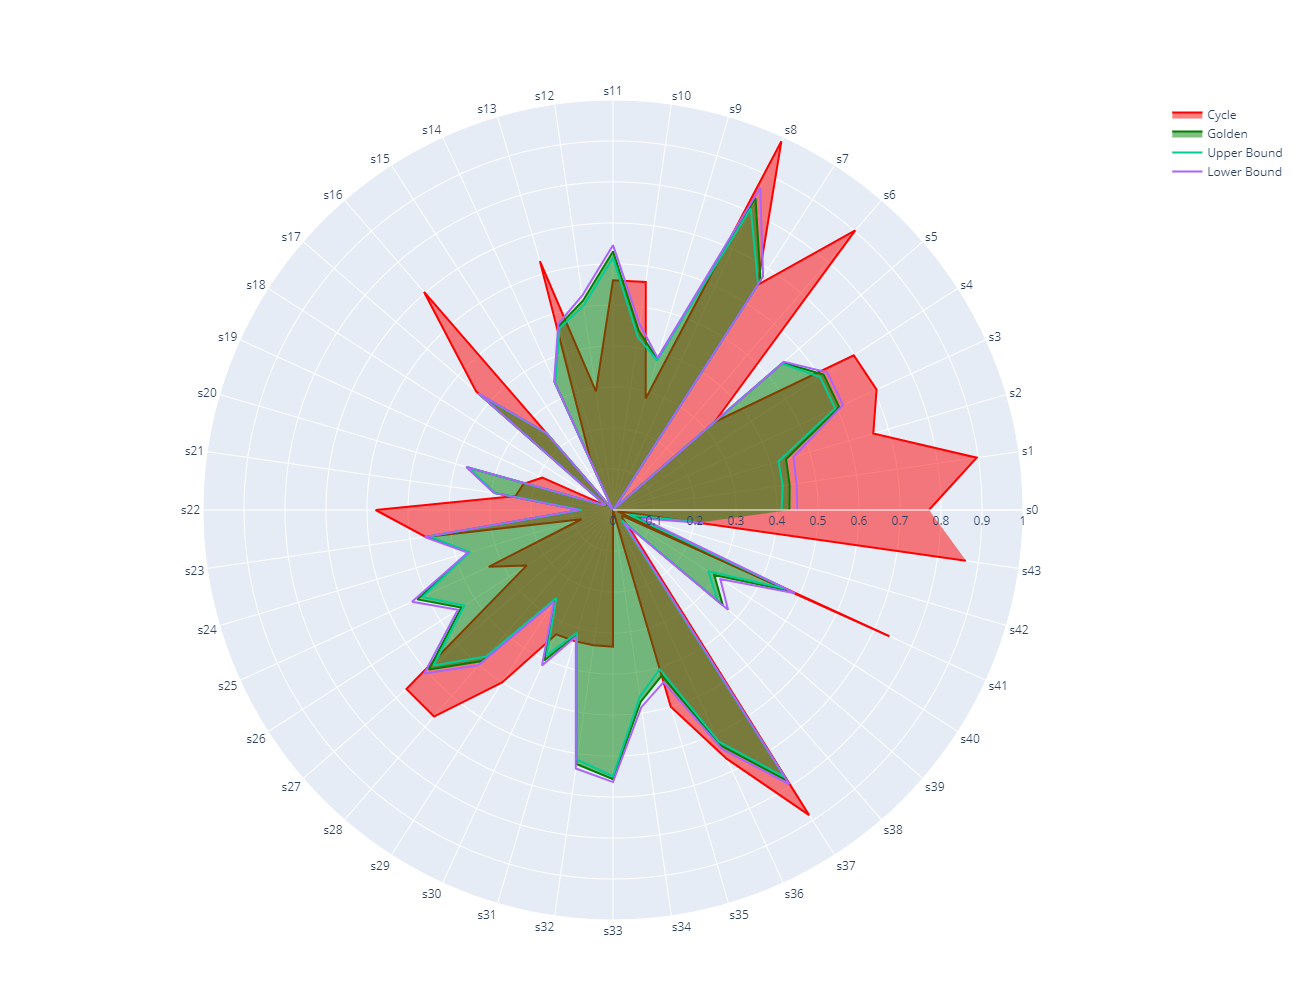 s11
s12
s10
s13
s9
s14
s8
s15
s7
s16
s6
s17
s5
s18
s4
s19
s3
s20
s2
s21
s1
s22
s0
0
0.1
0.2
0.3
0.4
0.5
0.6
0.7
0.8
0.9
1
s23
s43
s24
s42
s25
s41
s26
s40
s27
s39
s28
s38
s29
s37
s30
s36
s31
s35
s32
s34
s33
Cycle
Golden
Upper Bound
Lower Bound